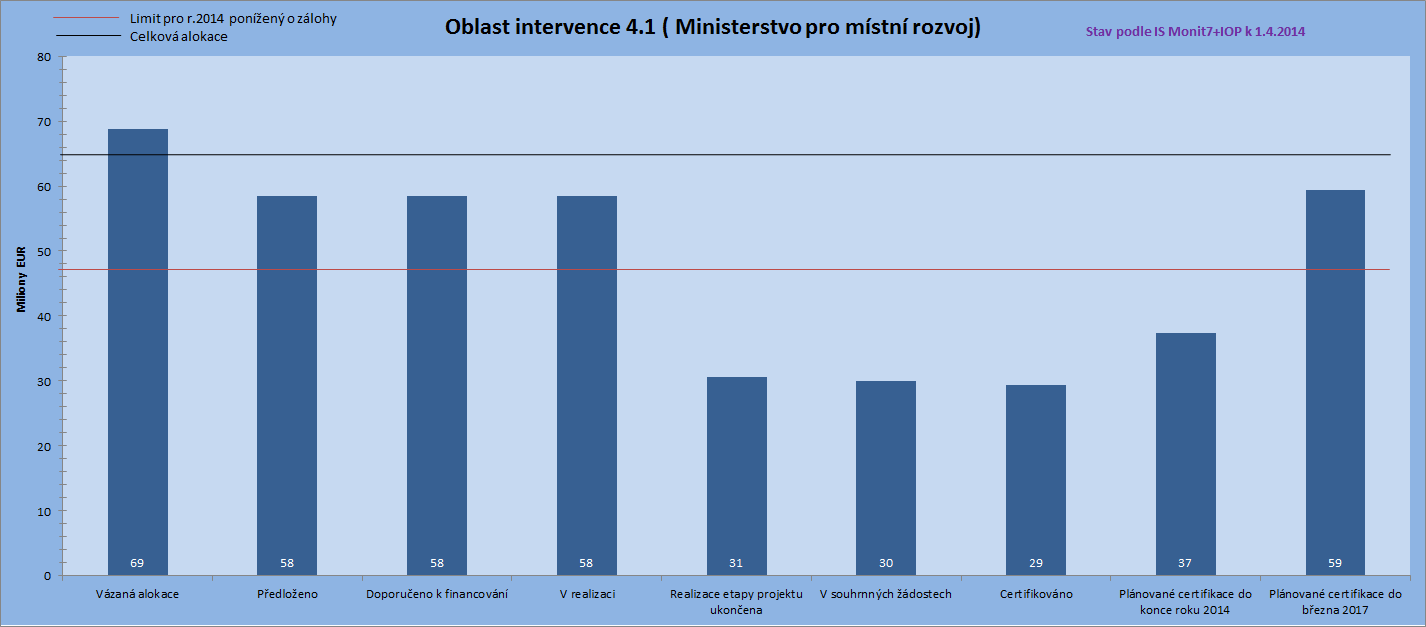 Limit pro r.2014 ponížený o zálohy
Celková alokace
Oblast intervence 4.1 ( Ministerstvo pro místní rozvoj)
Stav podle IS Monit7+IOP k 1.4.2014
Miliony EUR
80
70
60
50
40
30
20
10
0
69
58
58
58
31
30
29
37
59
Vázaná alokace
Předloženo
Doporučeno k financování
V realizaci
Realizace etapy projektu
ukončena
V souhrnných žádostech
Certifikováno
Plánované certifikace do
konce roku 2014
Plánované certifikace do
března 2017